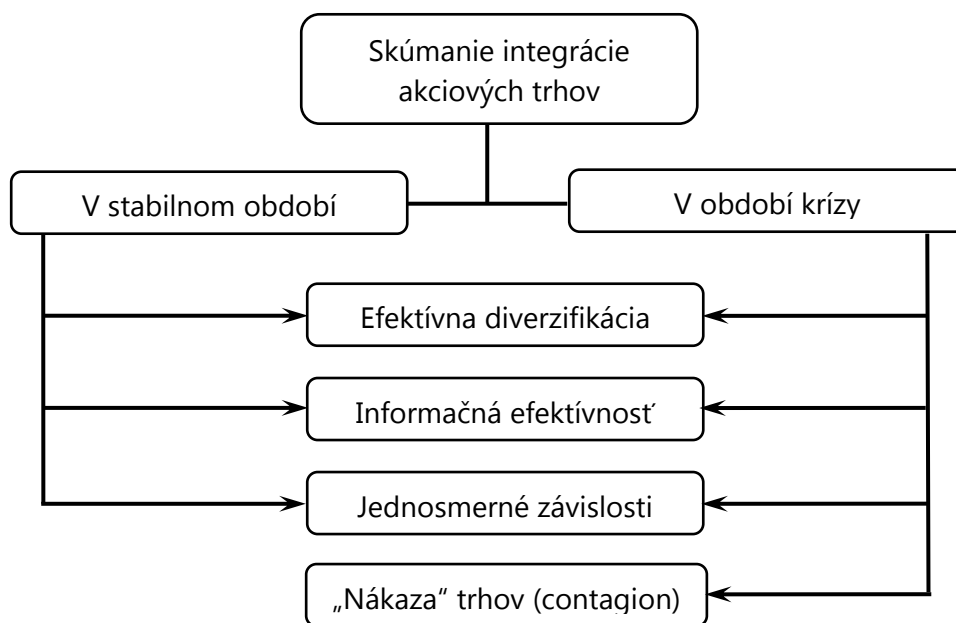 Skúmanie integrácie
akciových trhov
V stabilnom období
V období krízy
Efektívna diverzifikácia
Informačná efektívnosť
Jednosmerné závislosti
„Nákaza“ trhov (contagion)